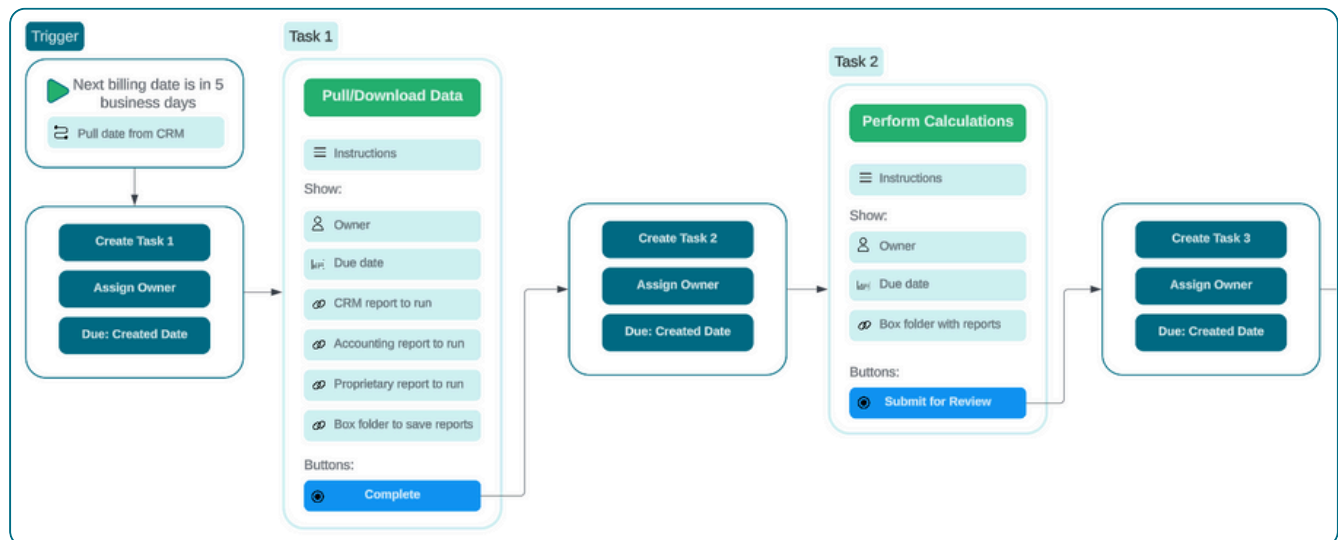 Trigger
Next billing date is in 5
business days
Pull date from CRM
Create Task 1
Assign Owner
Due: Created Date
Task 1
Pull/Download Data
Instructions
Show:
Owner
Due date
CRM report to run
Accounting report to run
Proprietary report to run
Box folder to save reports
Buttons:
Complete
Create Task 2
Assign Owner
Due: Created Date
Task 2
Perform Calculations
Instructions
Show:
Owner
Due date
Box folder with reports
Buttons:
Submit for Review
Create Task 3
Assign Owner
Due: Created Date